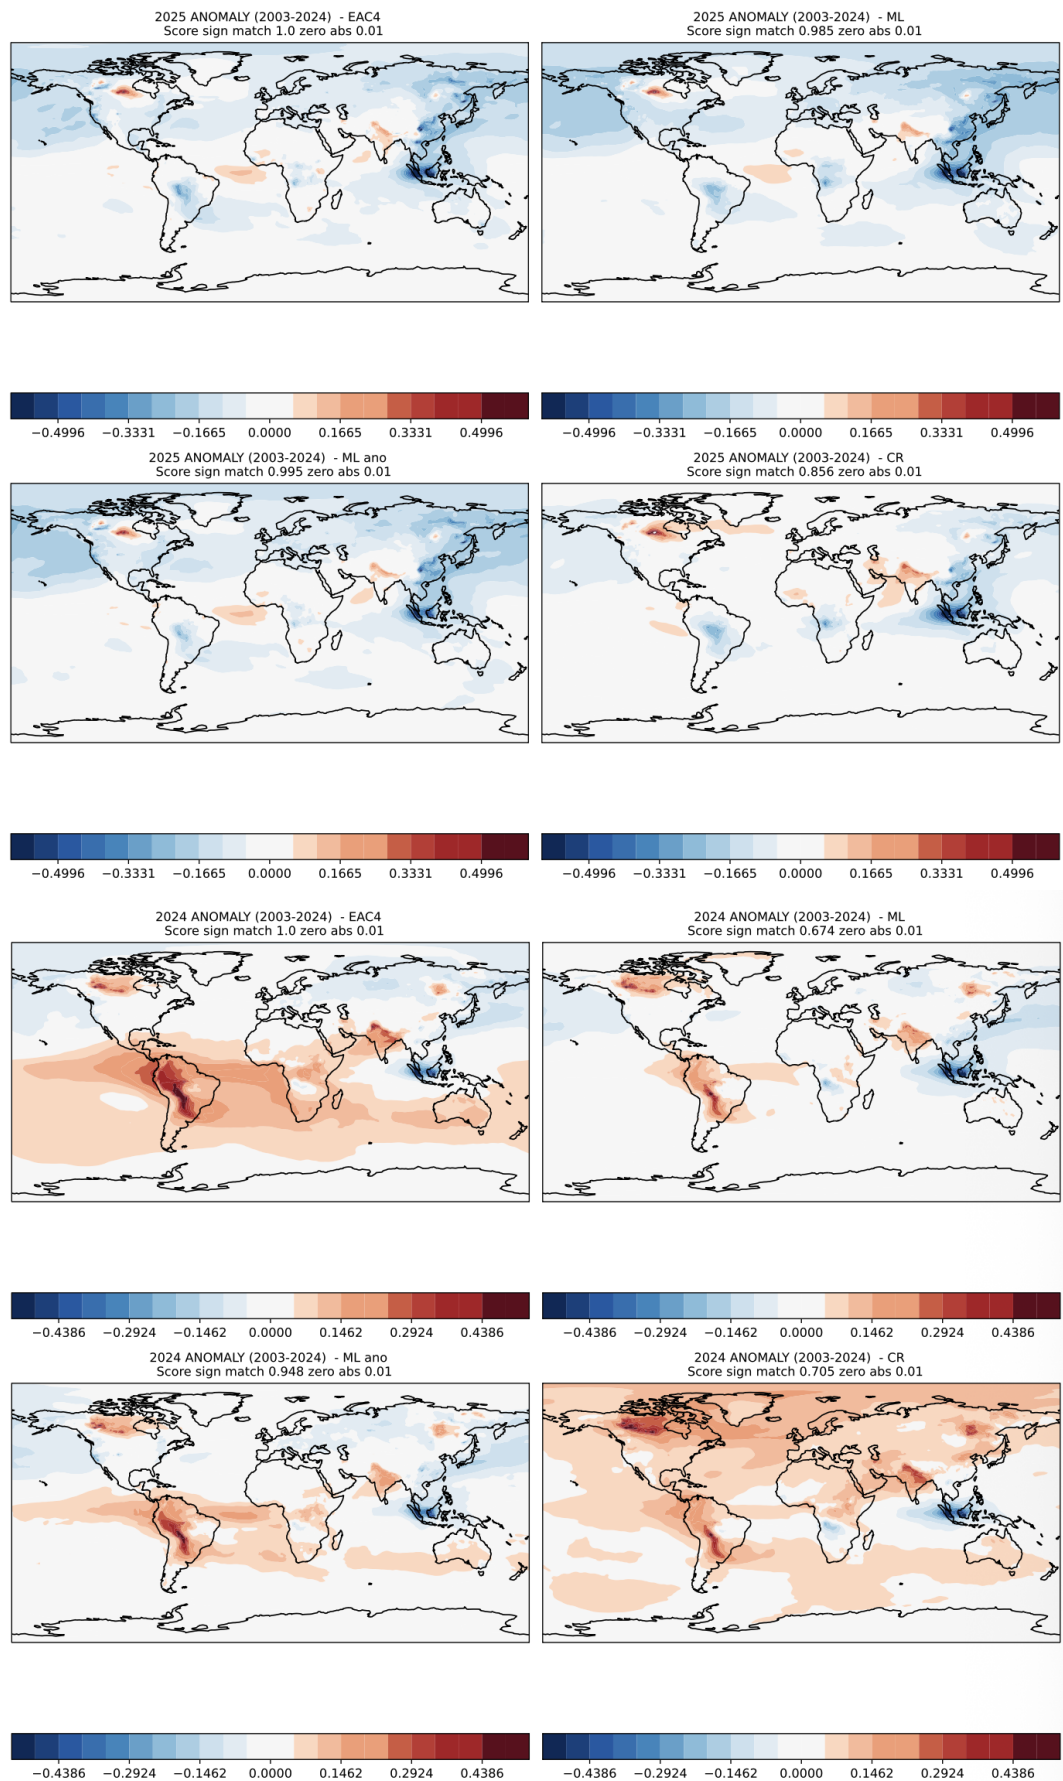 2025 ANOMALY (2003-2024)  - EAC4
Score sign match 1.0 zero abs 0.01
2025 ANOMALY (2003-2024)  - ML
Score sign match 0.985 zero abs 0.01
−0.4996 −0.3331 −0.1665 0.0000 0.1665 0.3331 0.4996
−0.4996 −0.3331 −0.1665 0.0000 0.1665 0.3331 0.4996
2025 ANOMALY (2003-2024)  - ML ano
Score sign match 0.995 zero abs 0.01
2025 ANOMALY (2003-2024)  - CR
Score sign match 0.856 zero abs 0.01
−0.4996 −0.3331 −0.1665 0.0000 0.1665 0.3331 0.4996
−0.4996 −0.3331 −0.1665 0.0000 0.1665 0.3331 0.4996
2024 ANOMALY (2003-2024)  - EAC4
Score sign match 1.0 zero abs 0.01
2024 ANOMALY (2003-2024)  - ML
Score sign match 0.674 zero abs 0.01
−0.4386 −0.2924 −0.1462 0.0000 0.1462 0.2924 0.4386
−0.4386 −0.2924 −0.1462 0.0000 0.1462 0.2924 0.4386
2024 ANOMALY (2003-2024)  - ML ano
Score sign match 0.948 zero abs 0.01
2024 ANOMALY (2003-2024)  - CR
Score sign match 0.705 zero abs 0.01
−0.4386 −0.2924 −0.1462 0.0000 0.1462 0.2924 0.4386
−0.4386 −0.2924 −0.1462 0.0000 0.1462 0.2924 0.4386